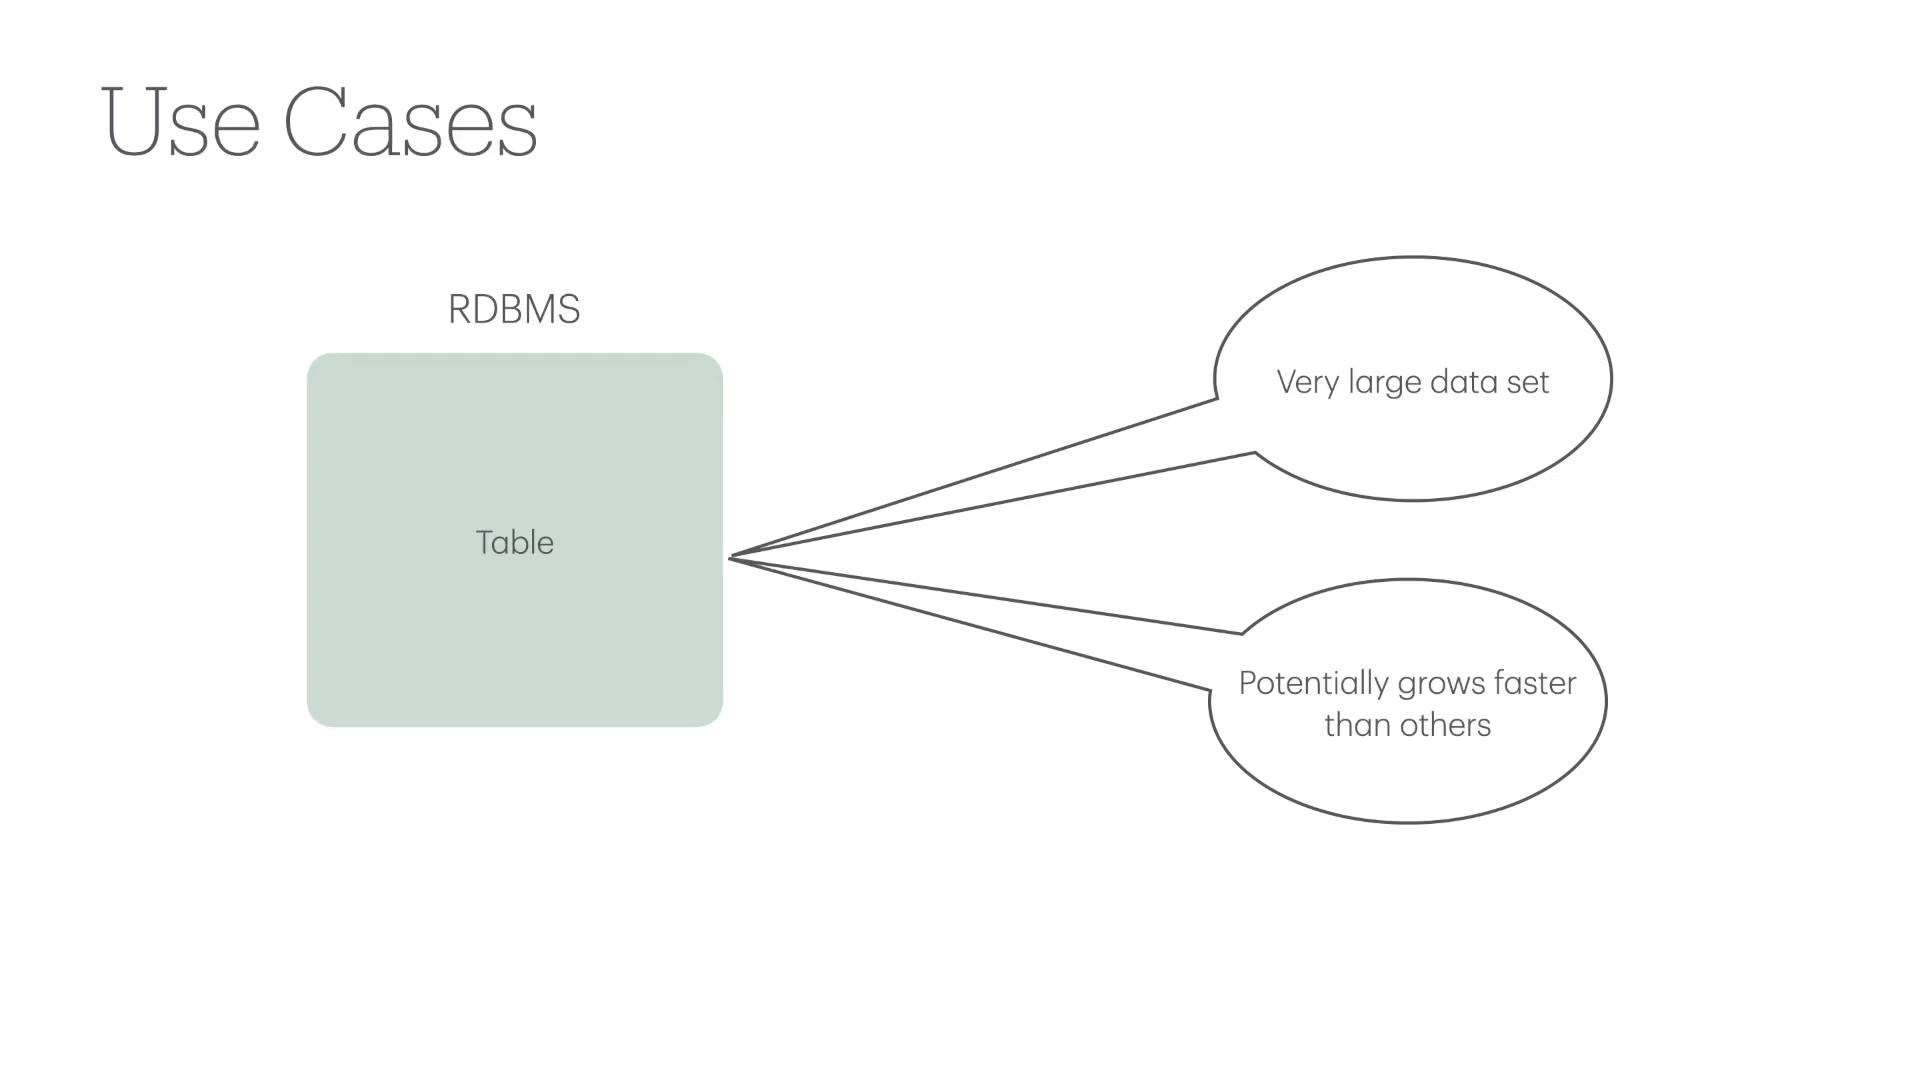 Use Cases
RDBMS
Table
Very large data set
Potentially grows faster
than others